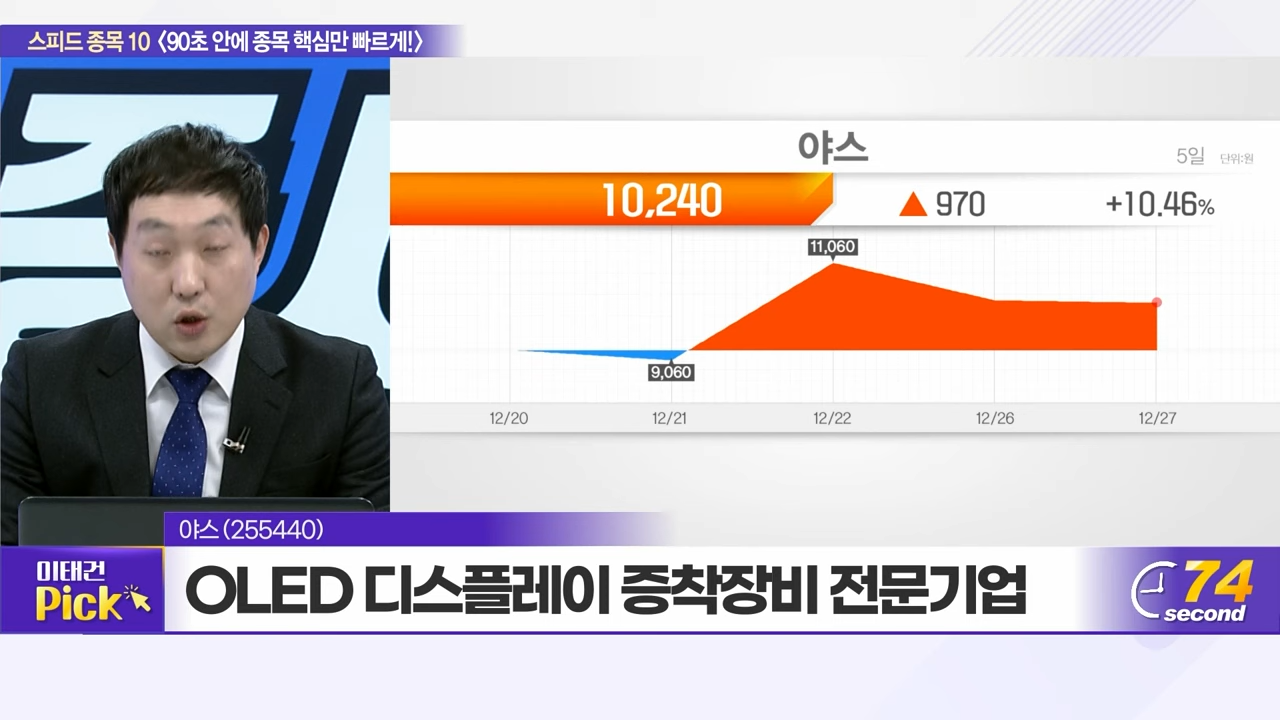 스피드 종목 10 〈90초 안에 종목 핵심만 빠르게!〉
야스
5일 단위:원
10,240 ▲ 970 +10.46%
11,060
9,060
12/20 12/21 12/22 12/26 12/27
야스 (255440)
이태건
Pick
OLED 디스플레이 증착장비 전문기업
74
second